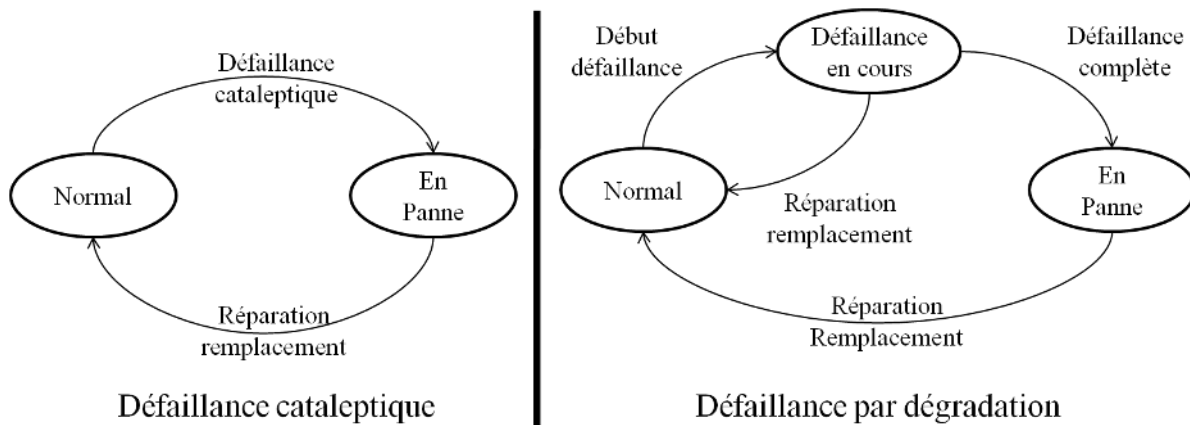 Défaillance
cataleptique
Normal
En
Panne
Réparation
remplacement
Défaillance cataleptique
Début
défaillance
Défaillance
en cours
Défaillance
complète
Normal
Réparation
remplacement
En
Panne
Réparation
Remplacement
Défaillance par dégradation